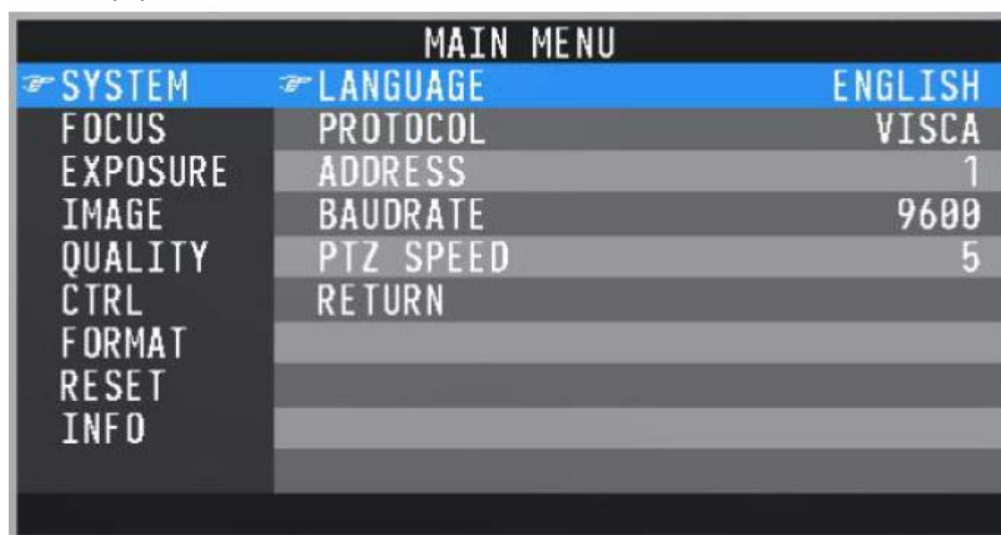 MAIN MENU
SYSTEM LANGUAGE ENGLISH
FOCUS PROTOCOL VISCA
EXPOSURE ADDRESS 1
IMAGE BAUDRATE 9600
QUALITY PTZ SPEED 5
CTRL RETURN
FORMAT
RESET
INFO